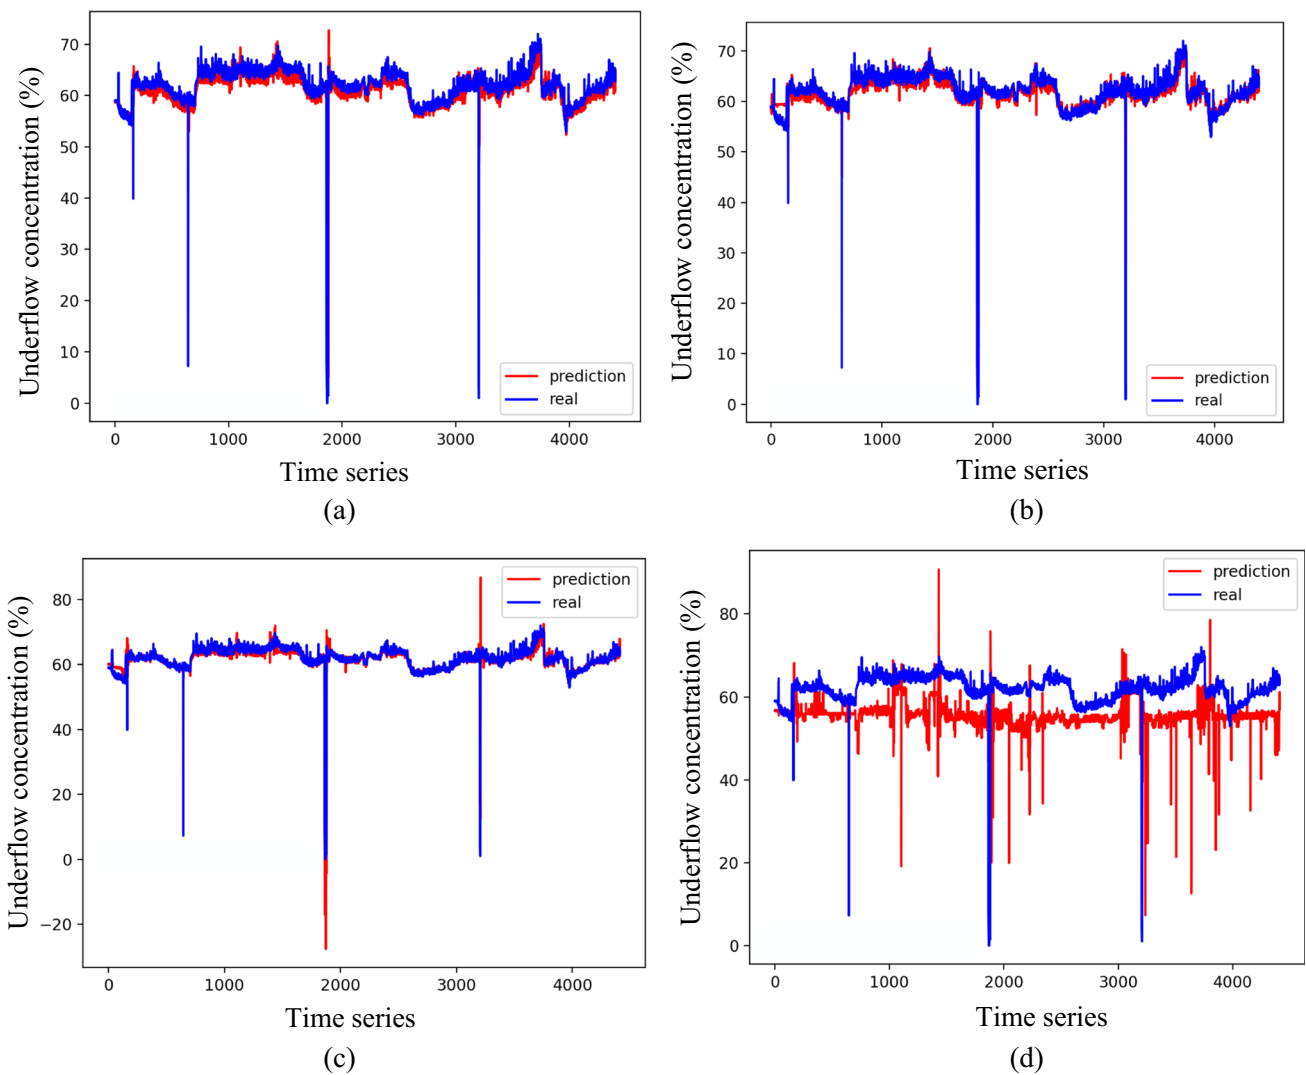 Underflow concentration (%)
70
60
50
40
30
20
10
0
prediction
real
0 1000 2000 3000 4000
Time series
(a)
Underflow concentration (%)
70
60
50
40
30
20
10
0
prediction
real
0 1000 2000 3000 4000
Time series
(b)
Underflow concentration (%)
80
60
40
20
0
−20
prediction
real
0 1000 2000 3000 4000
Time series
(c)
Underflow concentration (%)
80
60
40
20
0
prediction
real
0 1000 2000 3000 4000
Time series
(d)